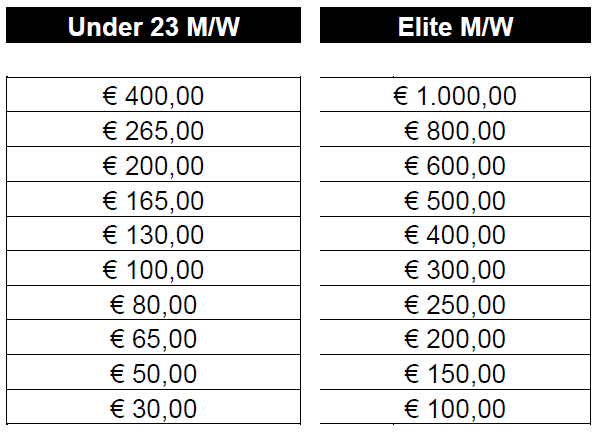 Under 23 M/W Elite M/W
€ 400,00 € 1.000,00
€ 265,00 € 800,00
€ 200,00 € 600,00
€ 165,00 € 500,00
€ 130,00 € 400,00
€ 100,00 € 300,00
€ 80,00 € 250,00
€ 65,00 € 200,00
€ 50,00 € 150,00
€ 30,00 € 100,00